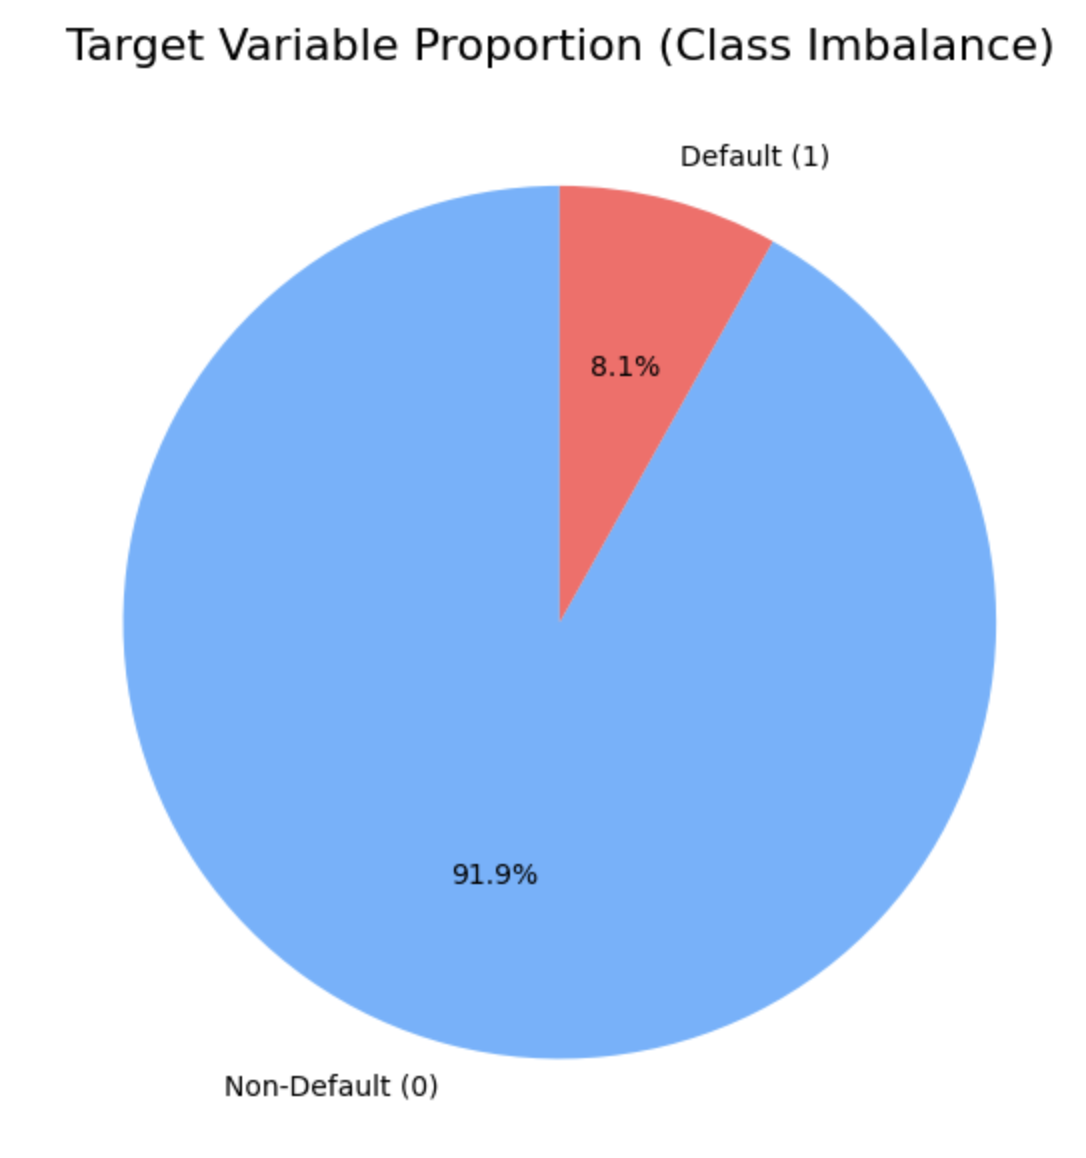 Target Variable Proportion (Class Imbalance)
Default (1)
8.1%
91.9%
Non-Default (0)